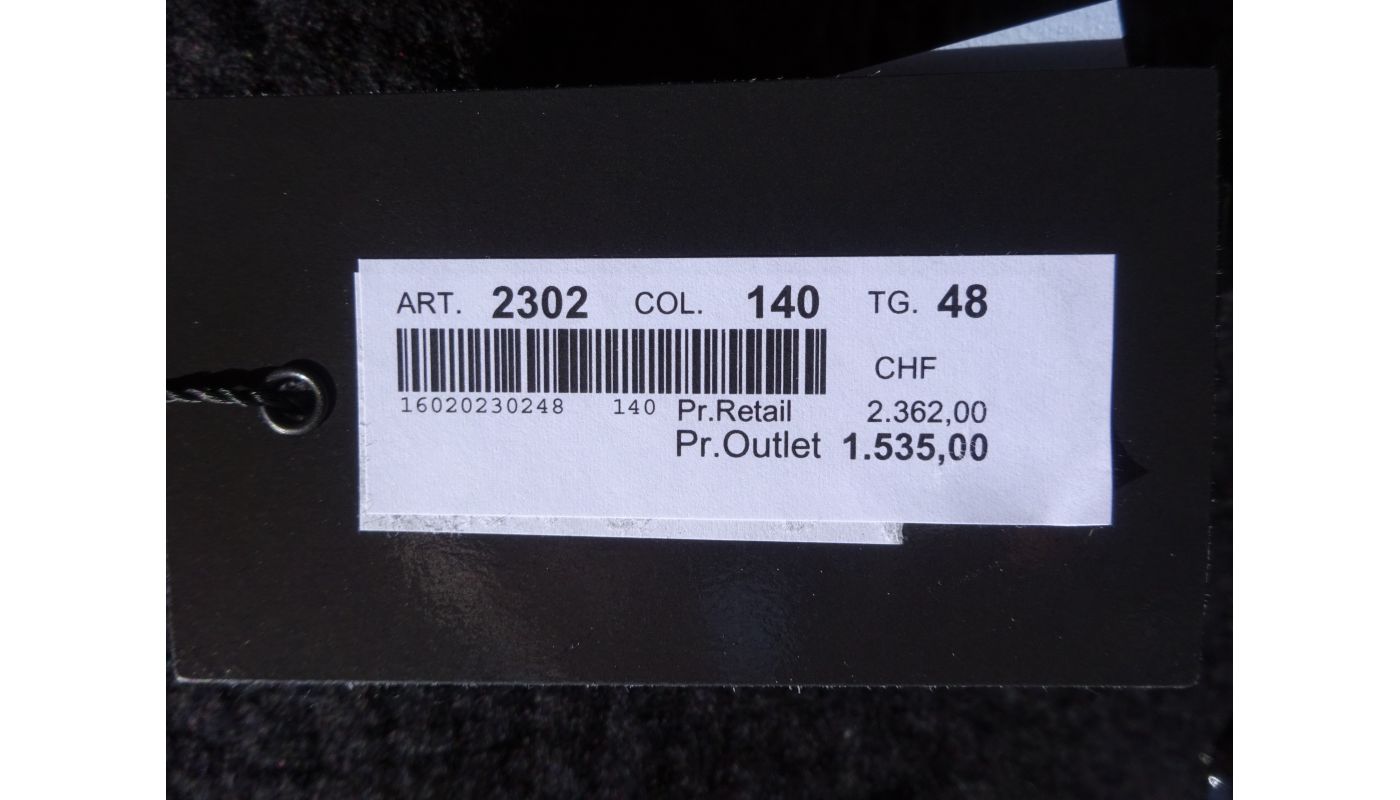 ART. 2302 COL. 140 TG. 48
CHF
16020230248 140 Pr.Retail 2.362,00
Pr.Outlet 1.535,00